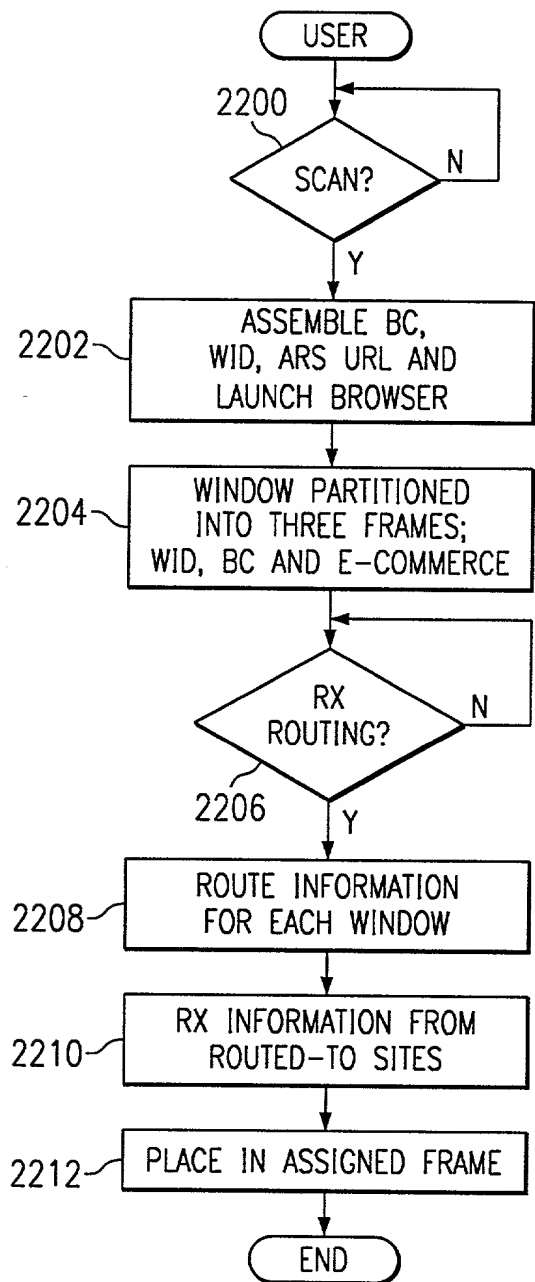 USER
2200
SCAN?
N
Y
2202
ASSEMBLE BC,
WID, ARS URL AND
LAUNCH BROWSER
2204
WINDOW PARTITIONED
INTO THREE FRAMES;
WID, BC AND E-COMMERCE
RX
ROUTING?
N
2206
Y
2208
ROUTE INFORMATION
FOR EACH WINDOW
2210
RX INFORMATION FROM
ROUTED-TO SITES
2212
PLACE IN ASSIGNED FRAME
END